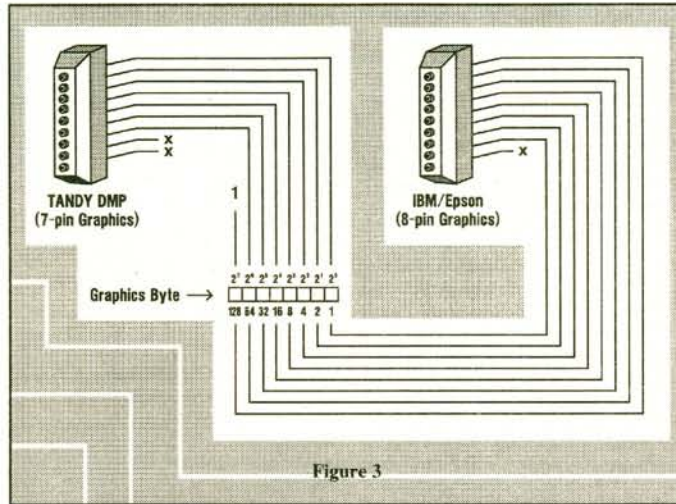 x
x
x
TANDY DMP
(7-pin Graphics)
IBM/Epson
(8-pin Graphics)
1
2⁷ 2⁶ 2⁵ 2⁴ 2³ 2² 2¹ 2⁰
Graphics Byte →
128 64 32 16 8 4 2 1
Figure 3